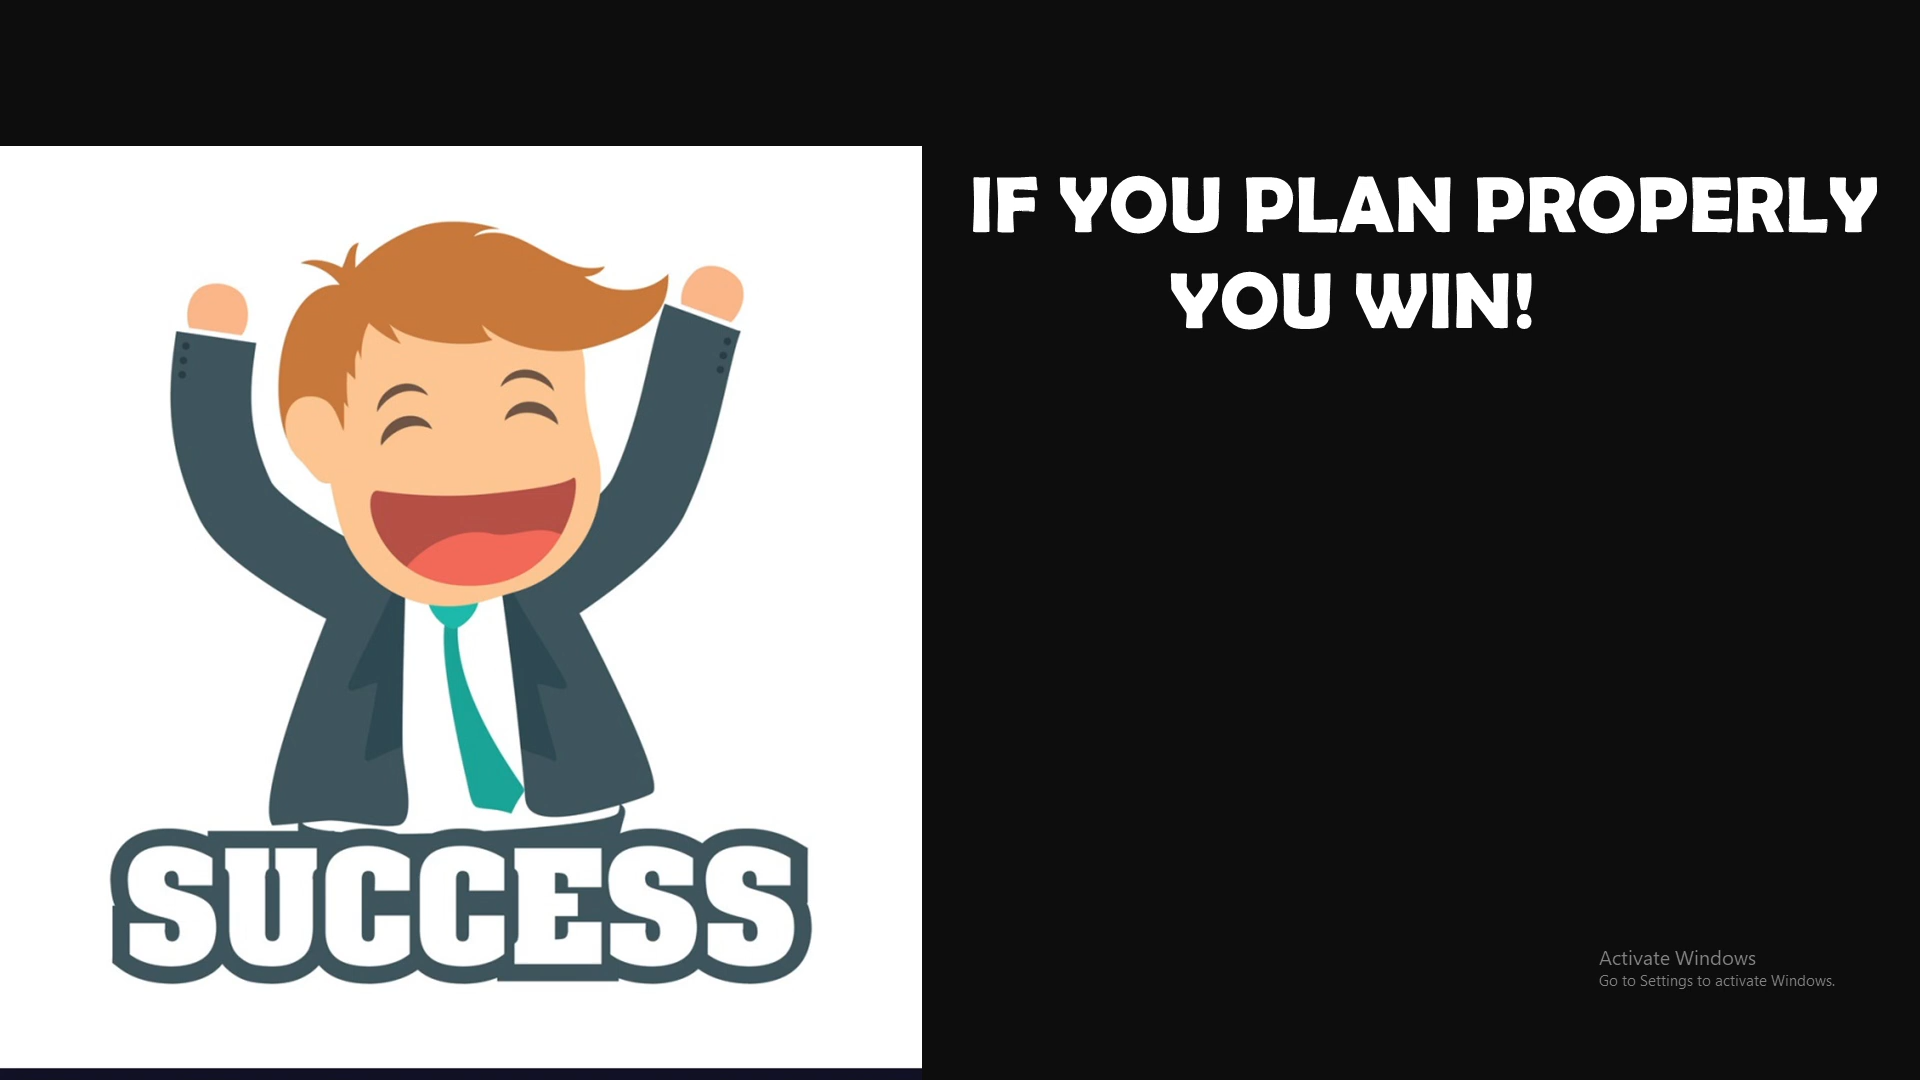 IF YOU PLAN PROPERLY
YOU WIN!
SUCCESS
Activate Windows
Go to Settings to activate Windows.